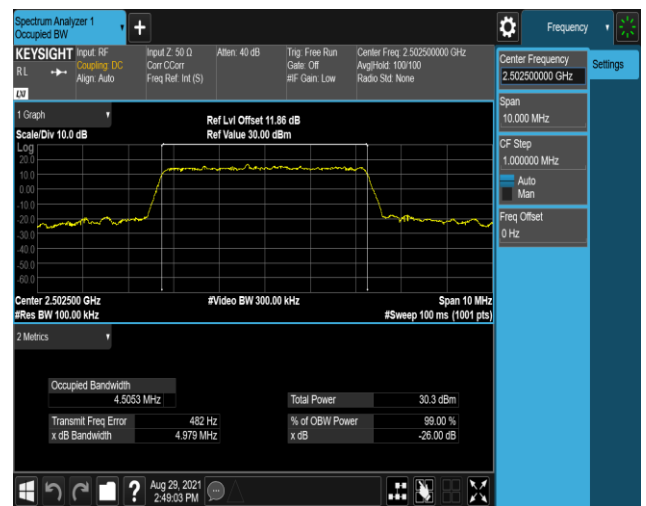 Spectrum Analyzer 1
Occupied BW
+
Frequency
KEYSIGHT
RL
LXI
Input: RF
Coupling: DC
Align: Auto
Input Z: 50 Ω
Corr CCorr
Freq Ref: Int (S)
Atten: 40 dB
Trig: Free Run
Gate: Off
#IF Gain: Low
Center Freq: 2.502500000 GHz
Avg|Hold: 100/100
Radio Std: None
Center Frequency
2.502500000 GHz
Settings
Span
10.000 MHz
CF Step
1.000000 MHz
Auto
Man
Freq Offset
0 Hz
1 Graph
Scale/Div 10.0 dB
Ref Lvl Offset 11.86 dB
Ref Value 30.00 dBm
Log
20.0
10.0
0.00
-10.0
-20.0
-30.0
-40.0
-50.0
-60.0
Center 2.502500 GHz
#Video BW 300.00 kHz
Span 10 MHz
#Res BW 100.00 kHz
#Sweep 100 ms (1001 pts)
2 Metrics
Occupied Bandwidth
4.5053 MHz
Total Power 30.3 dBm
Transmit Freq Error 482 Hz
% of OBW Power 99.00 %
x dB Bandwidth 4.979 MHz
x dB -26.00 dB
?
Aug 29, 2021
2:49:03 PM